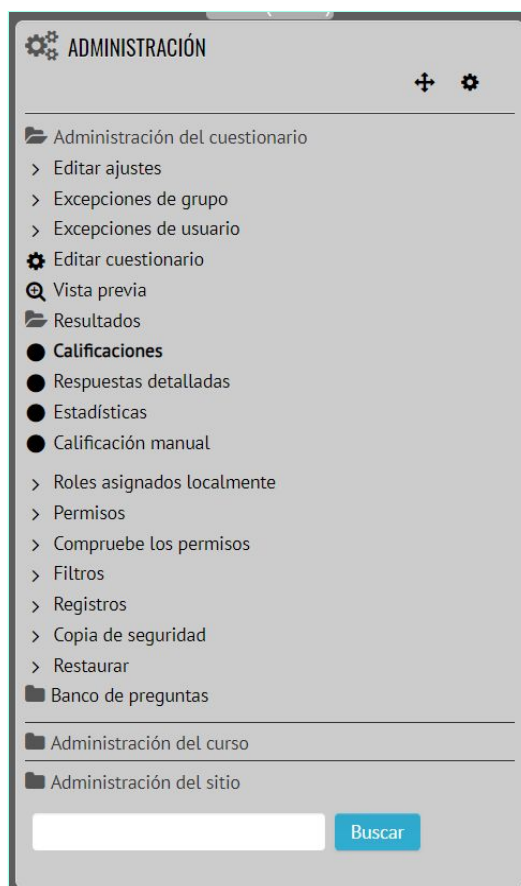 ADMINISTRACIÓN
Administración del cuestionario
Editar ajustes
Excepciones de grupo
Excepciones de usuario
Editar cuestionario
Vista previa
Resultados
Calificaciones
Respuestas detalladas
Estadísticas
Calificación manual
Roles asignados localmente
Permisos
Compruebe los permisos
Filtros
Registros
Copia de seguridad
Restaurar
Banco de preguntas
Administración del curso
Administración del sitio
Buscar